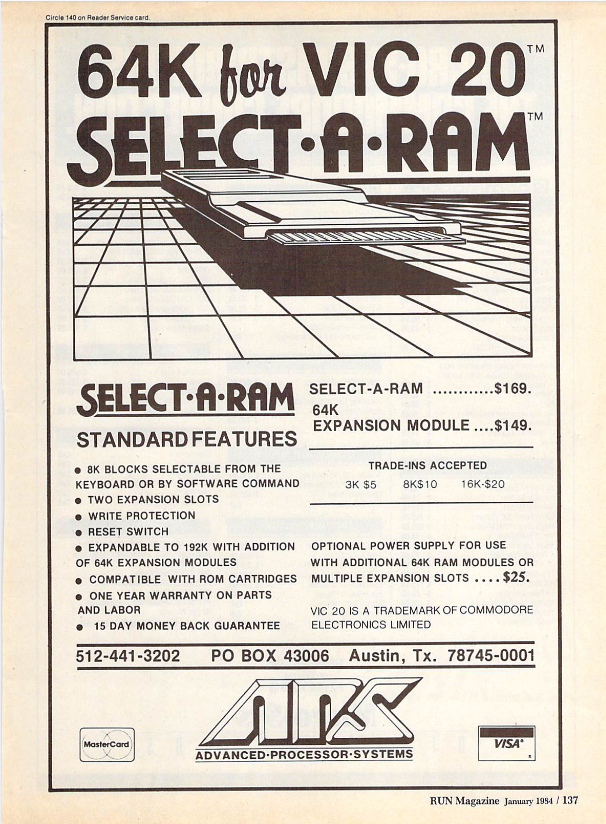 Circle 140 on Reader Service card.
64K for VIC 20™
SELECT·A·RAM™
SELECT·A·RAM
STANDARD FEATURES
● 8K BLOCKS SELECTABLE FROM THE
KEYBOARD OR BY SOFTWARE COMMAND
● TWO EXPANSION SLOTS
● WRITE PROTECTION
● RESET SWITCH
● EXPANDABLE TO 192K WITH ADDITION
OF 64K EXPANSION MODULES
● COMPATIBLE WITH ROM CARTRIDGES
● ONE YEAR WARRANTY ON PARTS
AND LABOR
● 15 DAY MONEY BACK GUARANTEE
SELECT-A-RAM ............$169.
64K
EXPANSION MODULE ....$149.
TRADE-INS ACCEPTED
3K $5 8K$10 16K-$20
OPTIONAL POWER SUPPLY FOR USE
WITH ADDITIONAL 64K RAM MODULES OR
MULTIPLE EXPANSION SLOTS ....$25.
VIC 20 IS A TRADEMARK OF COMMODORE
ELECTRONICS LIMITED
512-441-3202 PO BOX 43006 Austin, Tx. 78745-0001
APS
ADVANCED·PROCESSOR·SYSTEMS
MasterCard
VISA®
RUN Magazine January 1984 / 137